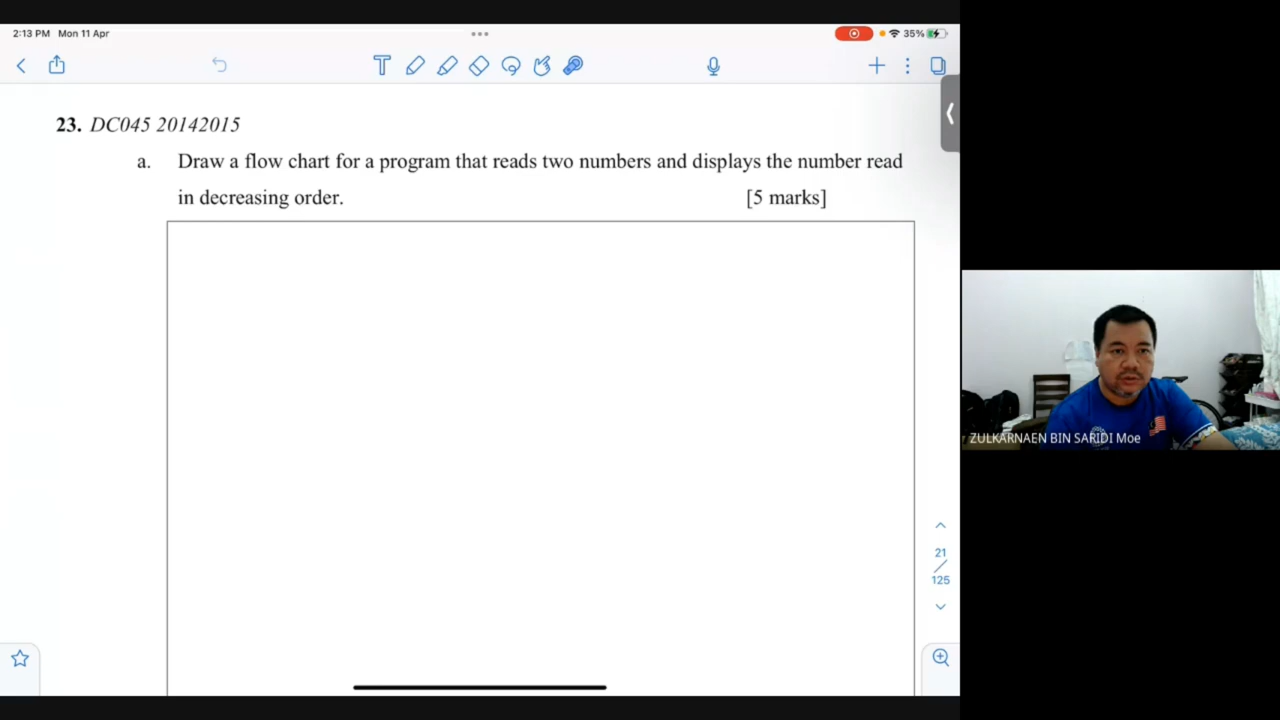 2:13 PM Mon 11 Apr
35%
23. DC045 20142015
a. Draw a flow chart for a program that reads two numbers and displays the number read
in decreasing order. [5 marks]
ZULKARNAEN BIN SARIDI Moe
21
125